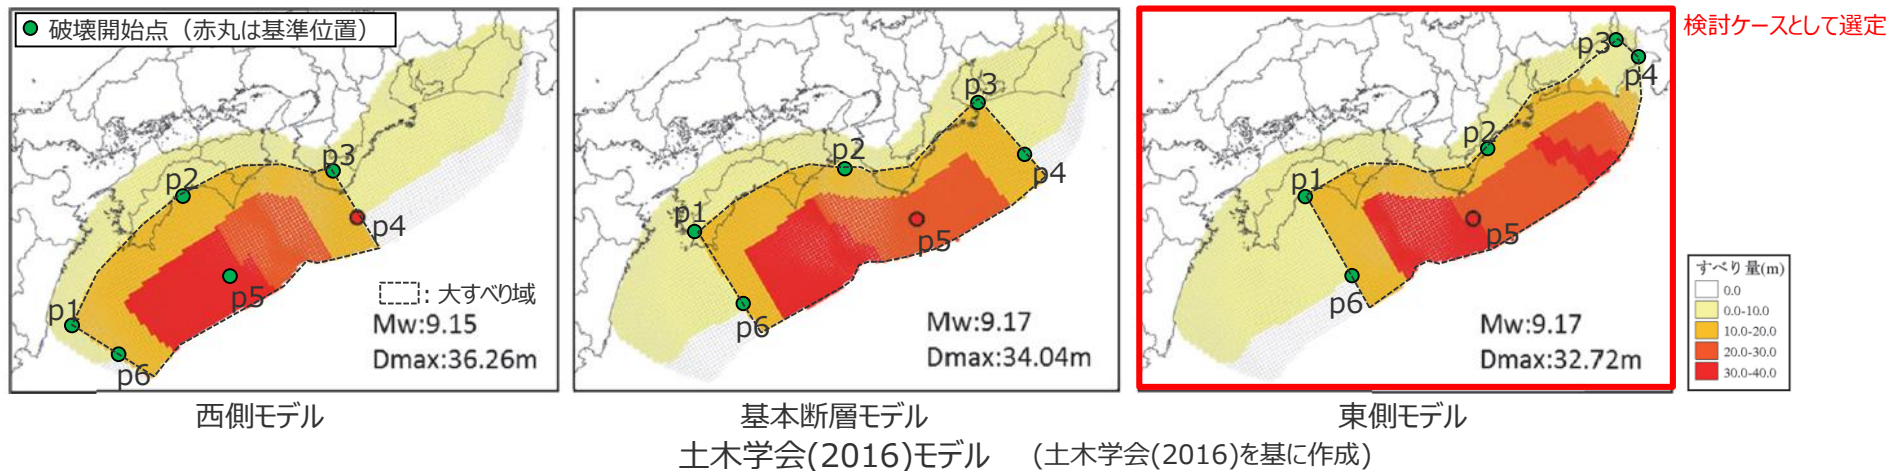 破壊開始点（赤丸は基準位置）
p1
p2
p3
p4
p5
p6
大すべり域
Mw:9.15
Dmax:36.26m
西側モデル
p1
p2
p3
p4
p5
p6
Mw:9.17
Dmax:34.04m
基本断層モデル
p1
p2
p3
p4
p5
p6
Mw:9.17
Dmax:32.72m
東側モデル
検討ケースとして選定
すべり量(m)
0.0
0.0-10.0
10.0-20.0
20.0-30.0
30.0-40.0
土木学会(2016)モデル (土木学会(2016)を基に作成)